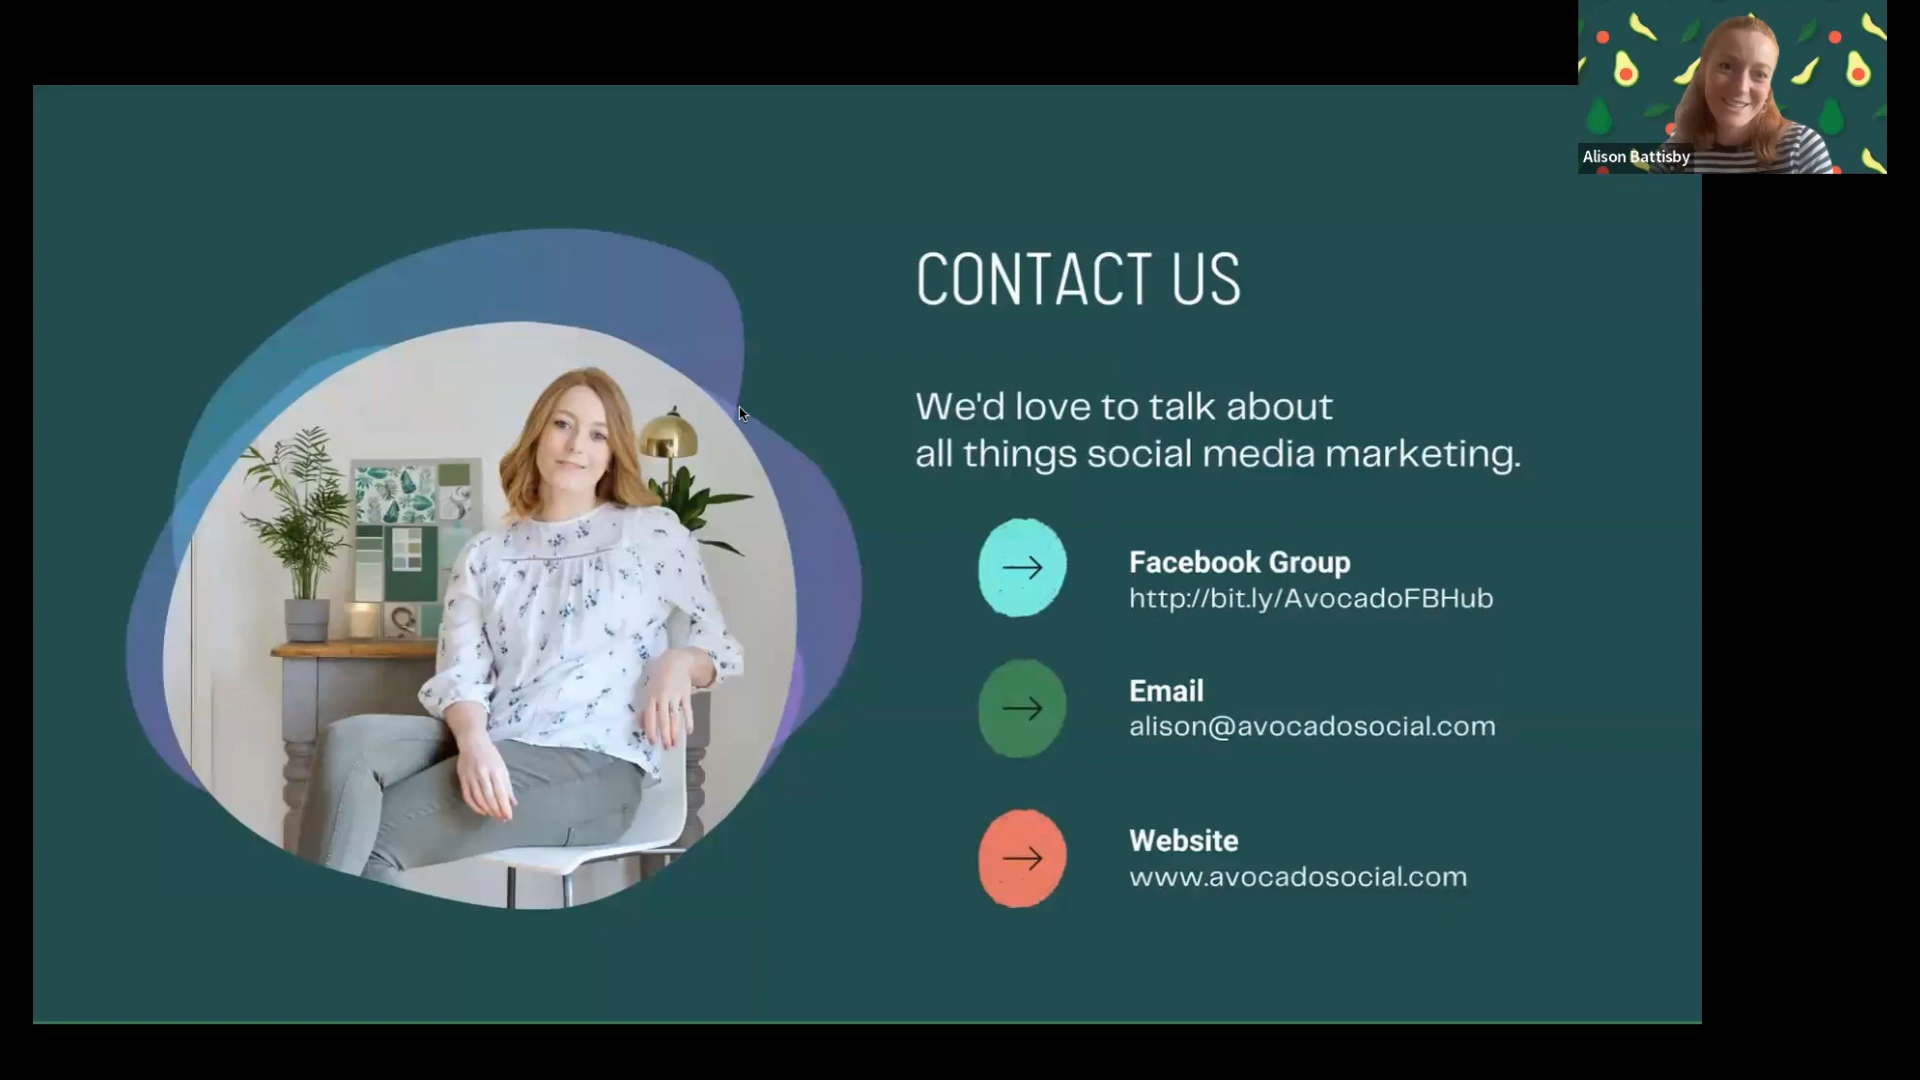 Alison Battisby
CONTACT US
We'd love to talk about
all things social media marketing.
Facebook Group
http://bit.ly/AvocadoFBHub
Email
alison@avocadosocial.com
Website
www.avocadosocial.com